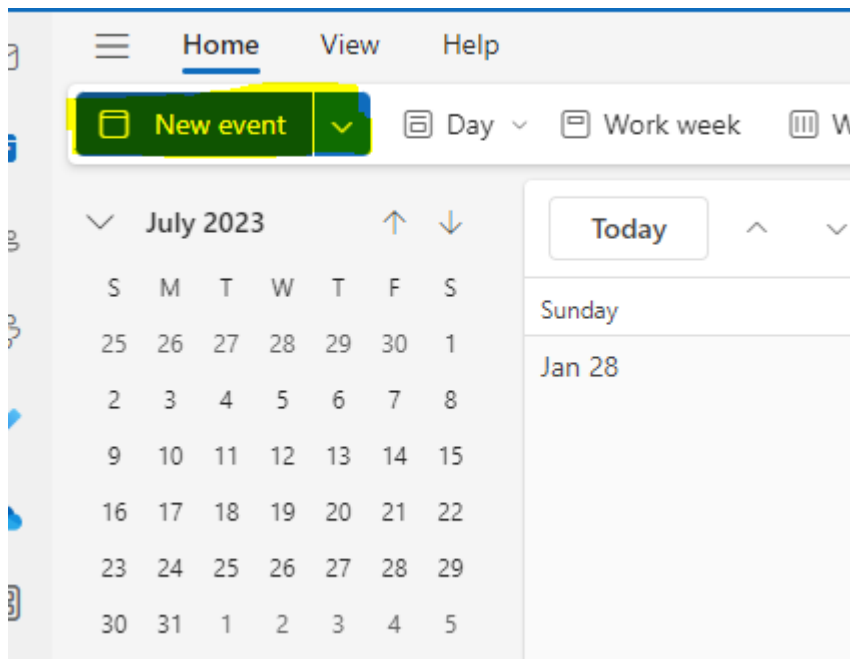 Home View Help
New event Day Work week
July 2023
Today
S M T W T F S
Sunday
25 26 27 28 29 30 1
Jan 28
2 3 4 5 6 7 8
9 10 11 12 13 14 15
16 17 18 19 20 21 22
23 24 25 26 27 28 29
30 31 1 2 3 4 5